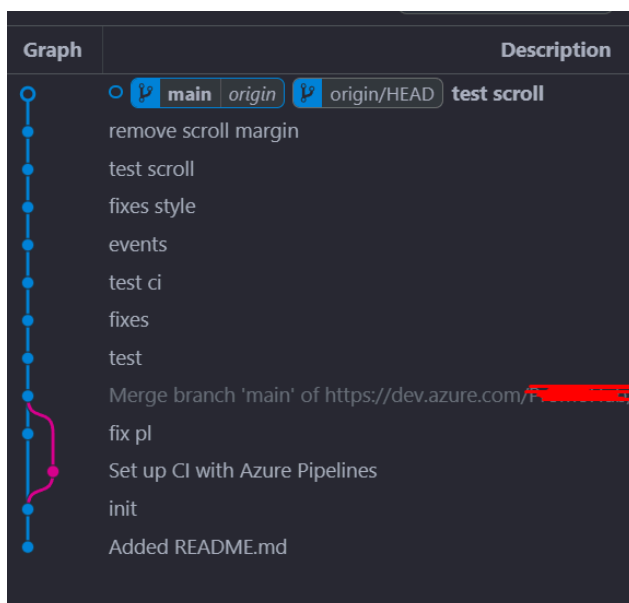 Graph Description
main origin origin/HEAD test scroll
remove scroll margin
test scroll
fixes style
events
test ci
fixes
test
Merge branch 'main' of https://dev.azure.com/
fix pl
Set up CI with Azure Pipelines
init
Added README.md